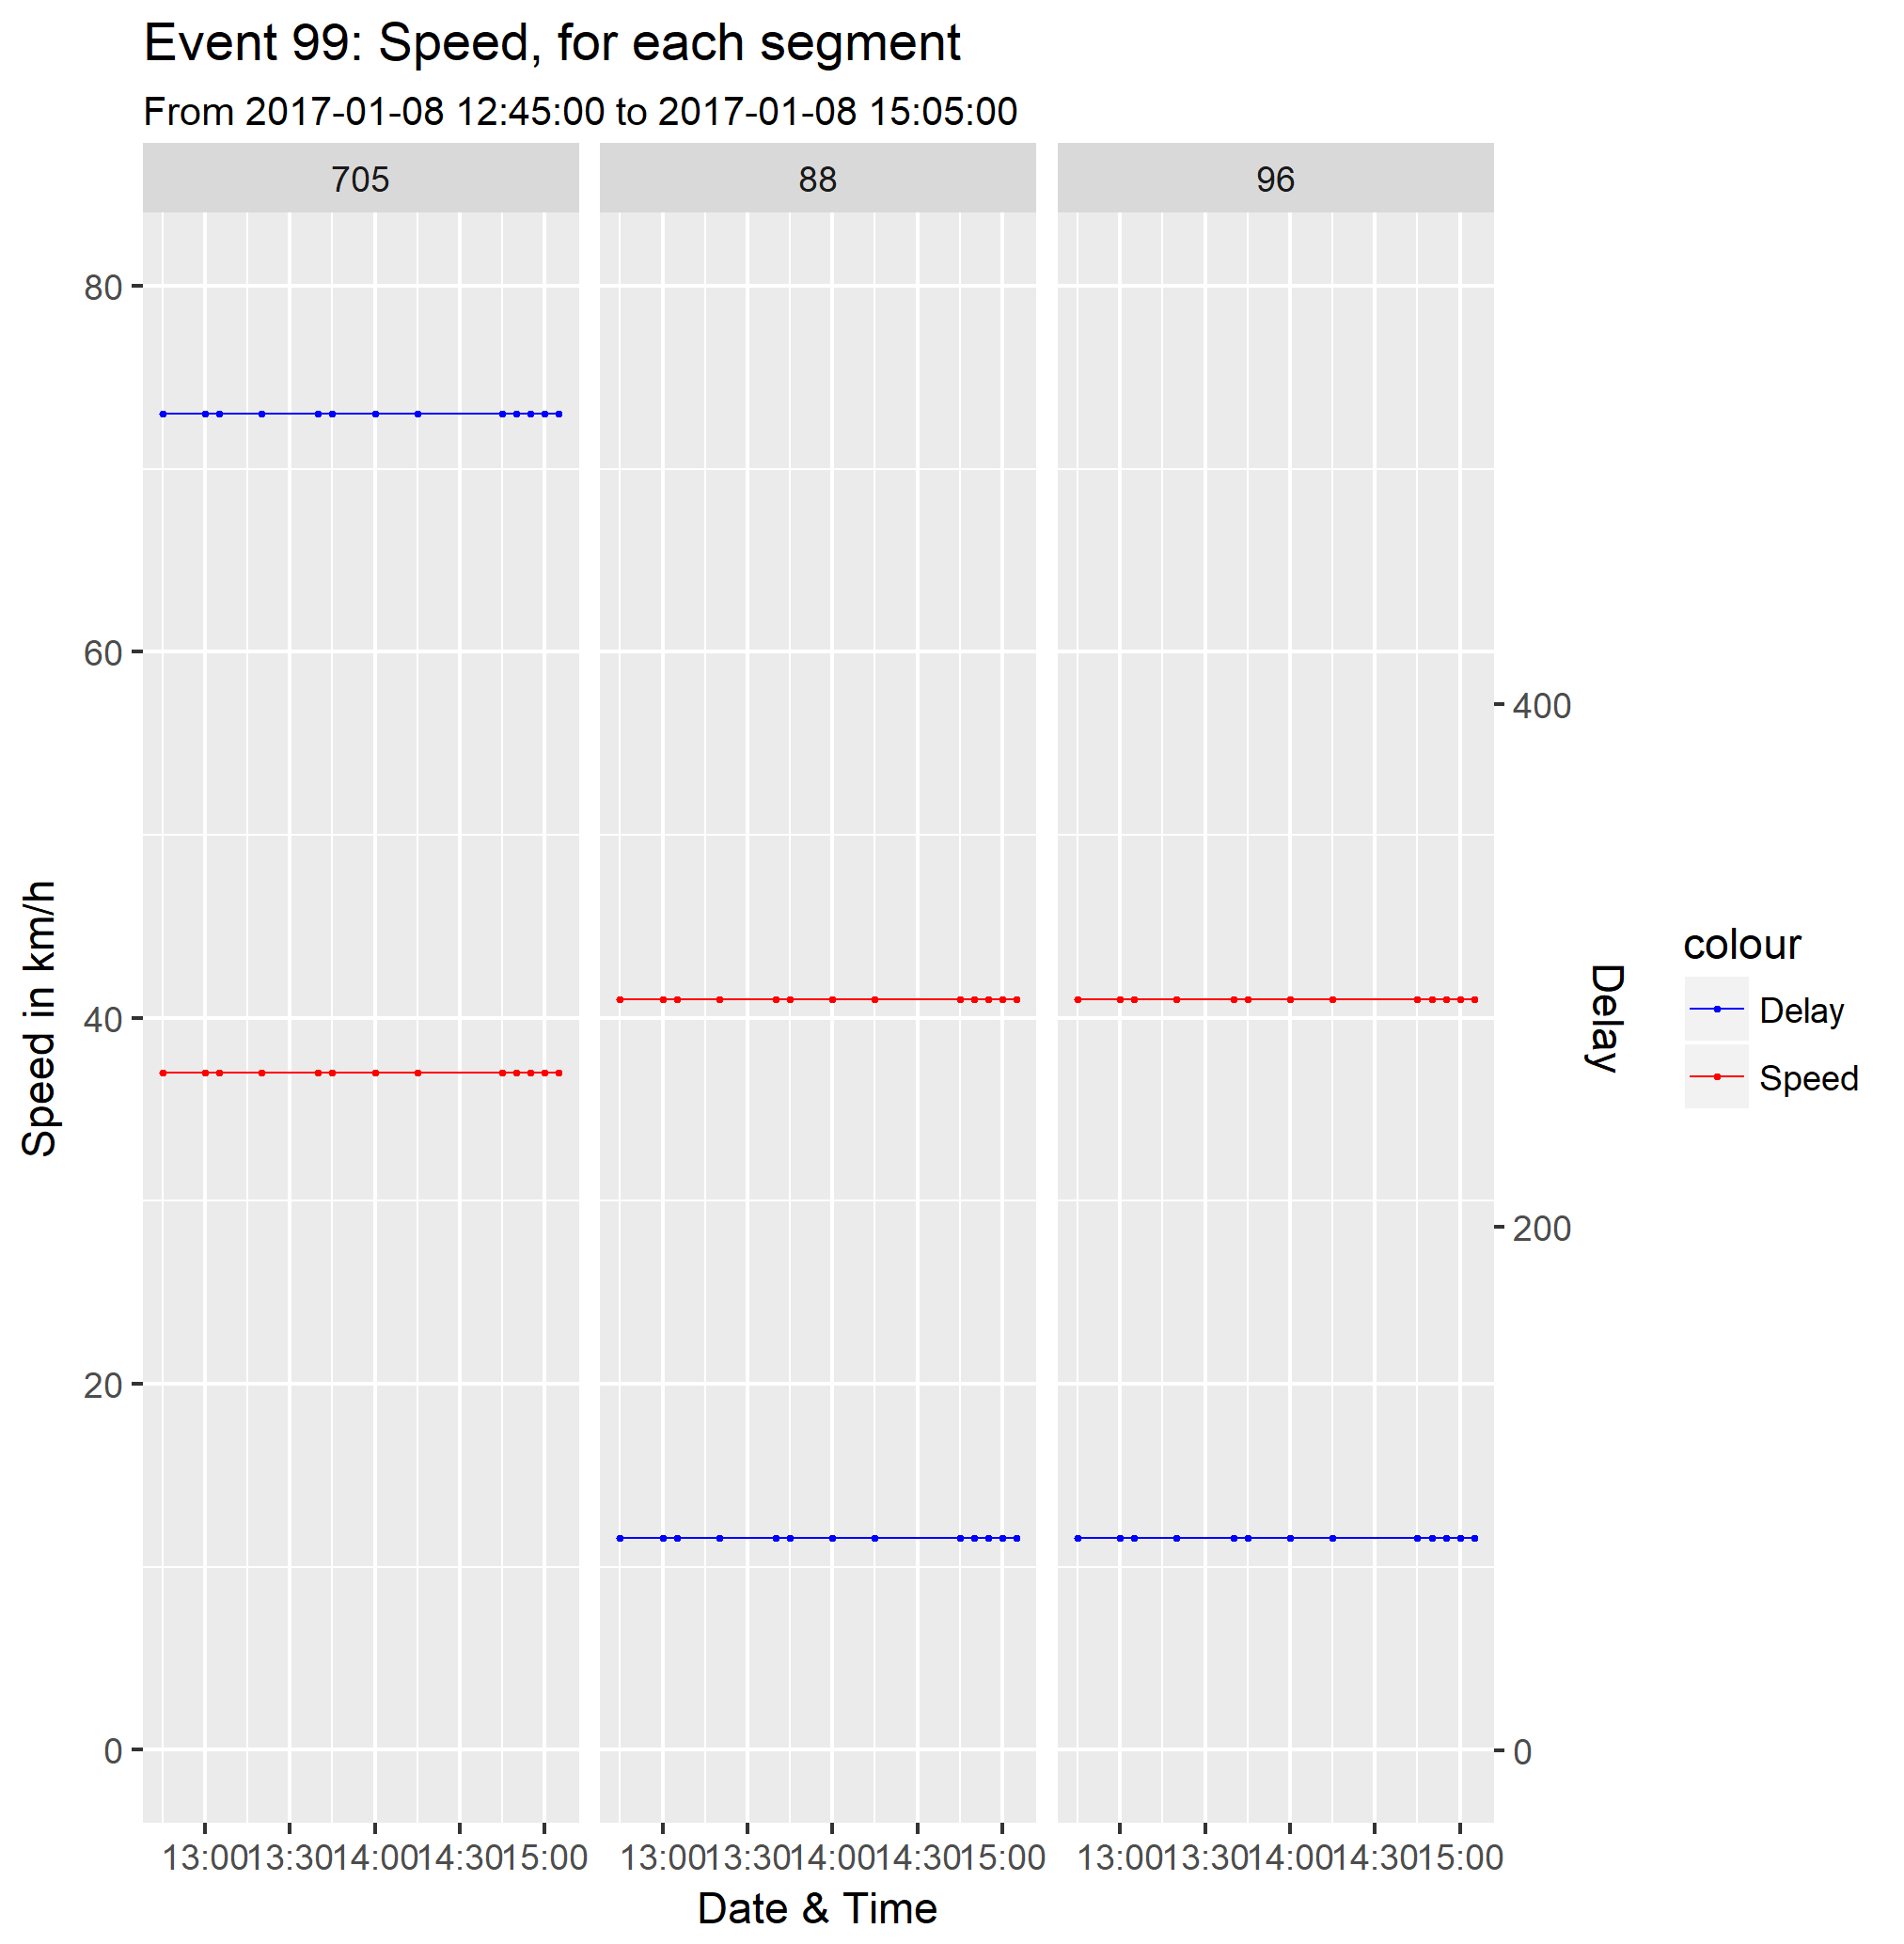 Event 99: Speed, for each segment
From 2017-01-08 12:45:00 to 2017-01-08 15:05:00
705 88 96
80
60
40
20
0
Speed in km/h
400
200
0
Delay
colour
Delay
Speed
13:00 13:30 14:00 14:30 15:00 13:00 13:30 14:00 14:30 15:00 13:00 13:30 14:00 14:30 15:00
Date & Time